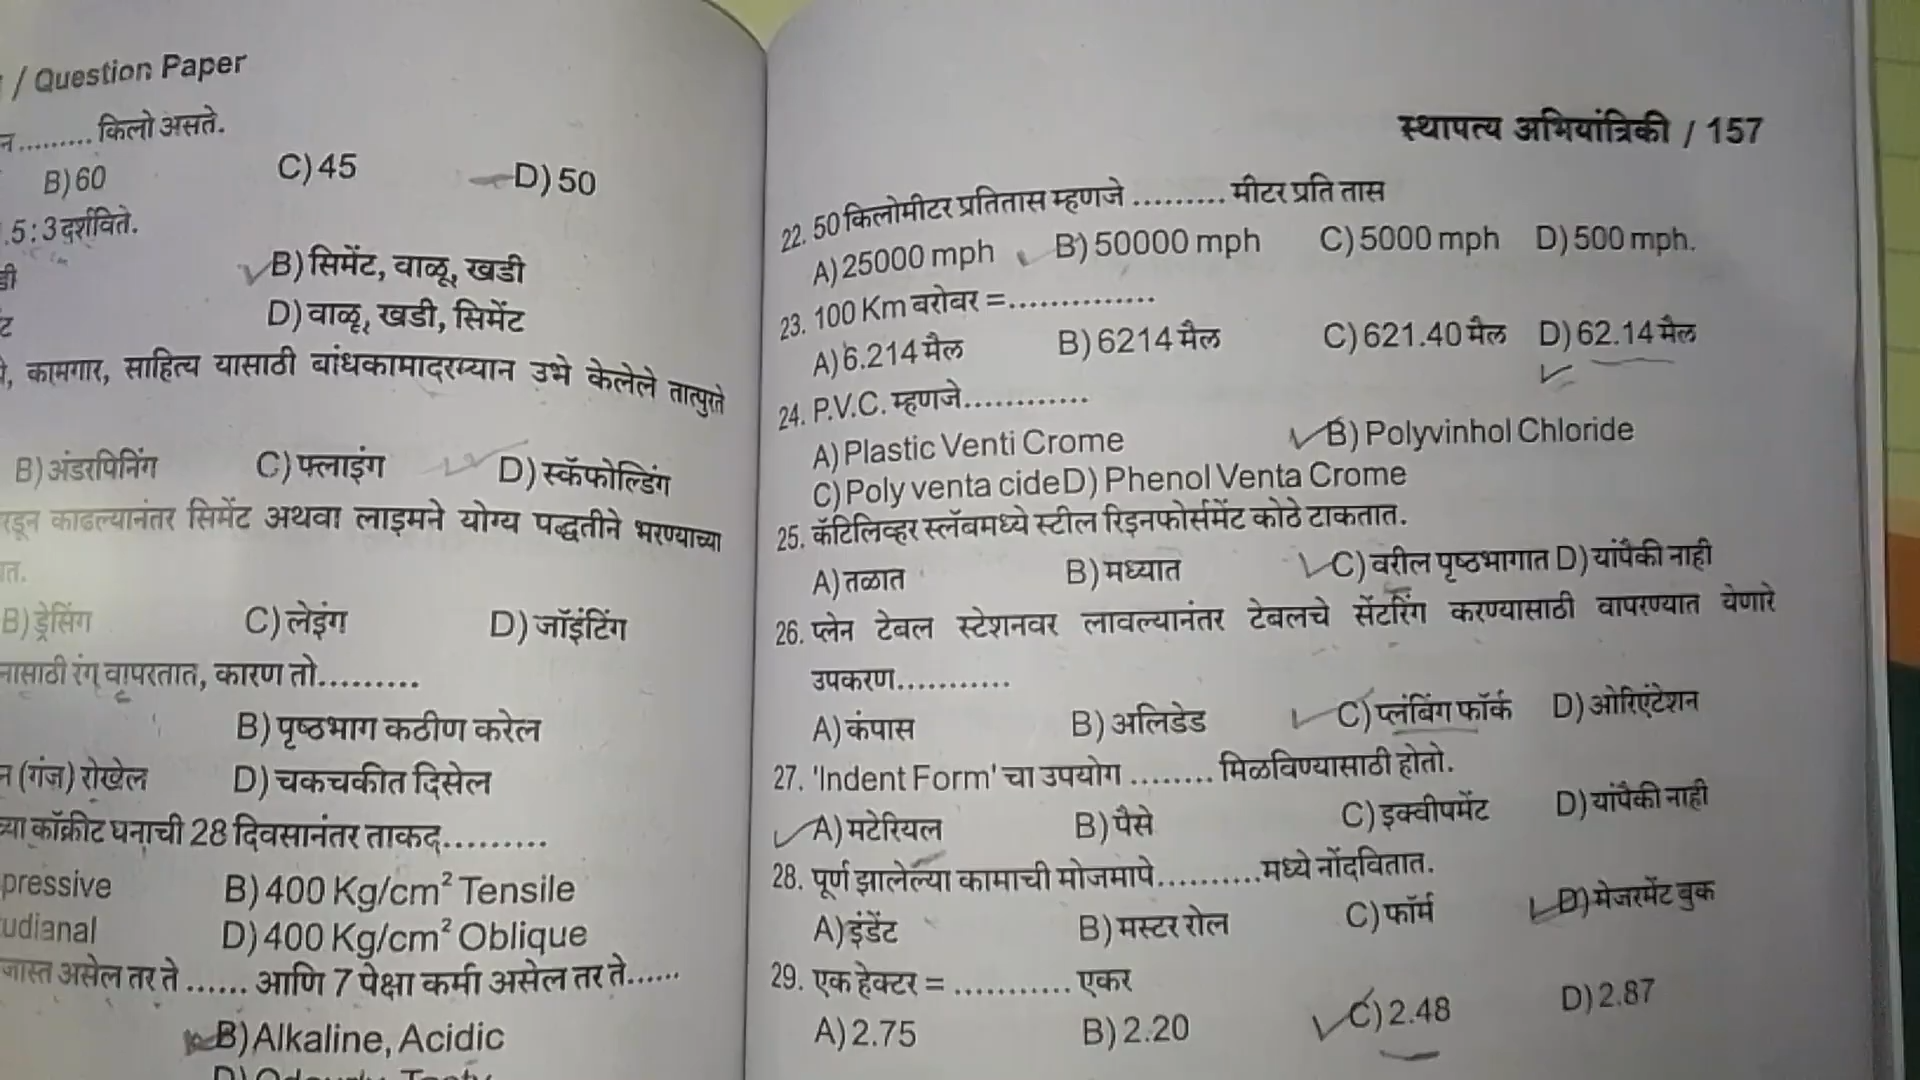 / Question Paper
......... किलो असते.
B) 60 C) 45 D) 50
.5 : 3 दर्शविते.
B) सिमेंट, वाळू, खडी
D) वाळू, खडी, सिमेंट
कामगार, साहित्य यासाठी बांधकामादरम्यान उभे केलेले तात्पुरते
B) अंडरपिनिंग C) फ्लाइंग D) स्कॅफोल्डिंग
काढल्यानंतर सिमेंट अथवा लाइमने योग्य पद्धतीने भरण्याच्या
B) ड्रेसिंग C) लेइंग D) जॉइंटिंग
रंग वापरतात, कारण तो.........
B) पृष्ठभाग कठीण करेल
(गंज) रोखेल D) चकचकीत दिसेल
काँक्रीट घनाची 28 दिवसानंतर ताकद.........
pressive B) 400 Kg/cm² Tensile
udianal D) 400 Kg/cm² Oblique
जास्त असेल तर ते ...... आणि 7 पेक्षा कमी असेल तर ते......
B) Alkaline, Acidic
स्थापत्य अभियांत्रिकी / 157
22. 50 किलोमीटर प्रतितास म्हणजे ......... मीटर प्रति तास
A) 25000 mph B) 50000 mph C) 5000 mph D) 500 mph.
23. 100 Km बरोबर =..............
A) 6.214 मैल B) 6214 मैल C) 621.40 मैल D) 62.14 मैल
24. P.V.C. म्हणजे............
A) Plastic Venti Crome B) Polyvinhol Chloride
C) Poly venta cide D) Phenol Venta Crome
25. कॅटिलिव्हर स्लॅबमध्ये स्टील रिइनफोर्समेंट कोठे टाकतात.
A) तळात B) मध्यात C) वरील पृष्ठभागात D) यांपैकी नाही
26. प्लेन टेबल स्टेशनवर लावल्यानंतर टेबलचे सेंटरिंग करण्यासाठी वापरण्यात येणारे
उपकरण...........
A) कंपास B) अलिडेड C) प्लंबिंग फॉर्क D) ओरिएंटेशन
27. 'Indent Form' चा उपयोग ........ मिळविण्यासाठी होतो.
A) मटेरियल B) पैसे C) इक्वीपमेंट D) यांपैकी नाही
28. पूर्ण झालेल्या कामाची मोजमापे..........मध्ये नोंदवितात.
A) इंडेंट B) मस्टर रोल C) फॉर्म D) मेजरमेंट बुक
29. एक हेक्टर = ........... एकर
A) 2.75 B) 2.20 C) 2.48 D) 2.87